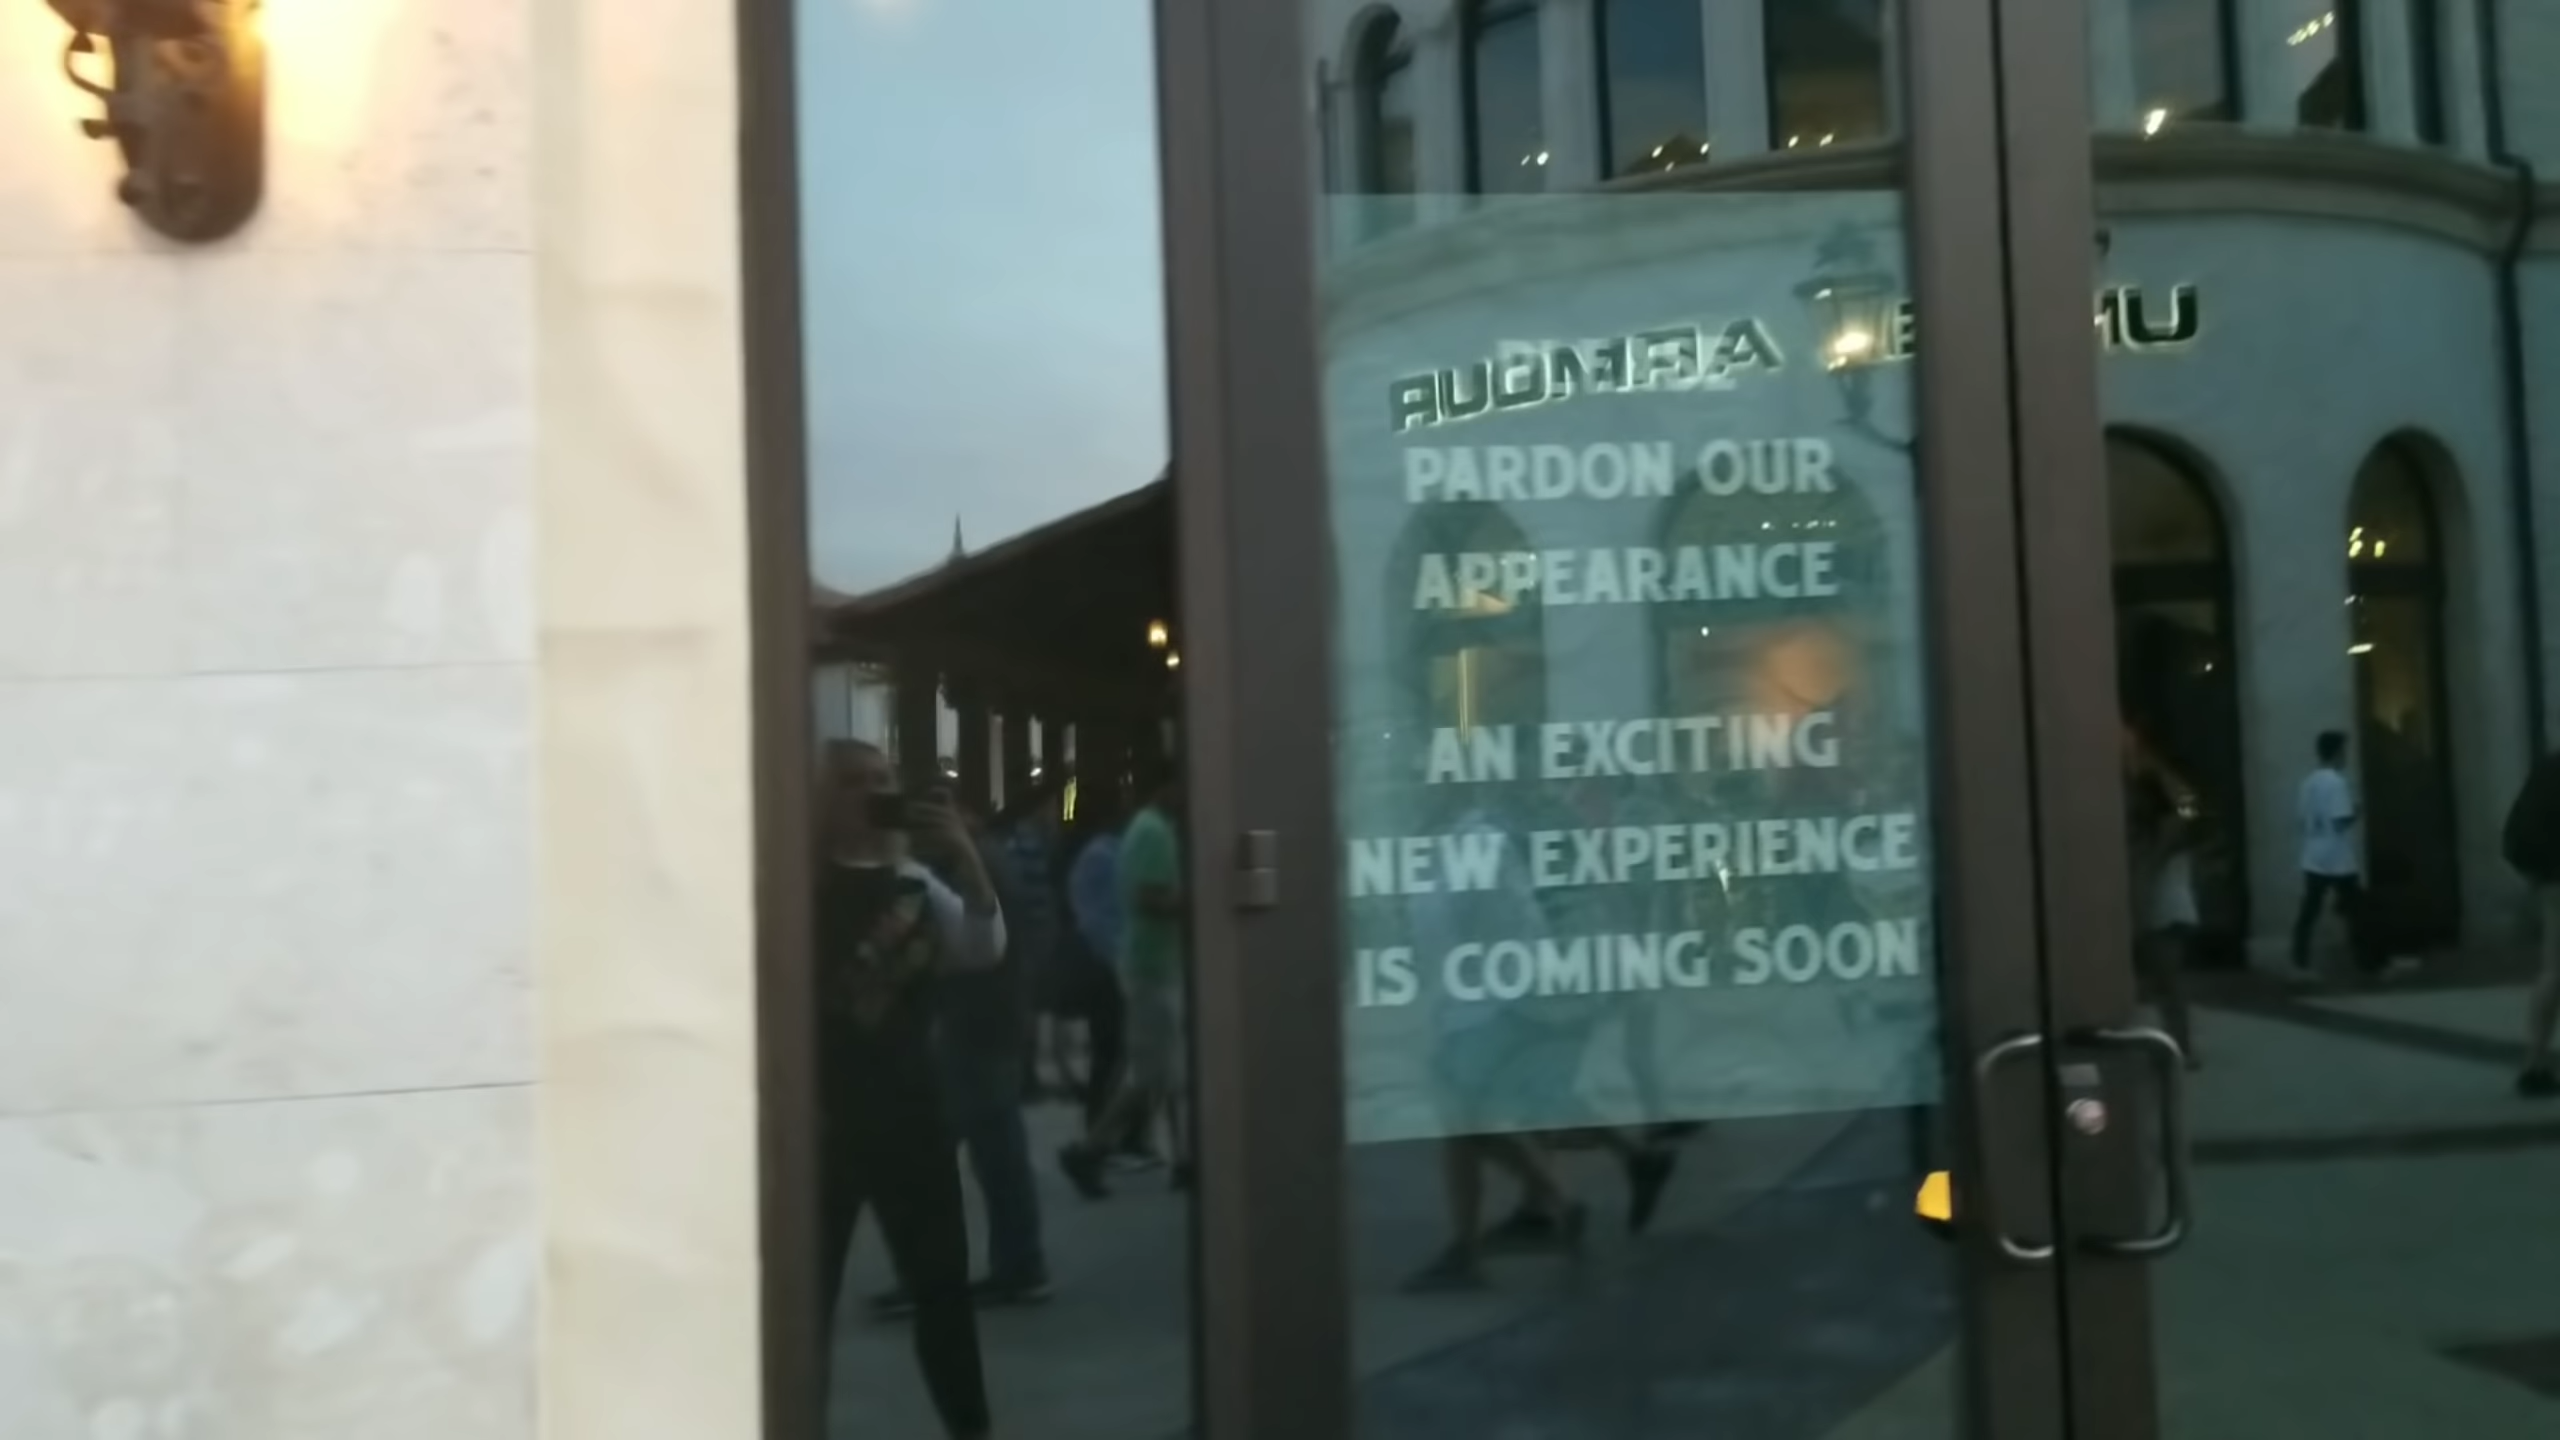 PARDON OUR
APPEARANCE
AN EXCITING
NEW EXPERIENCE
IS COMING SOON